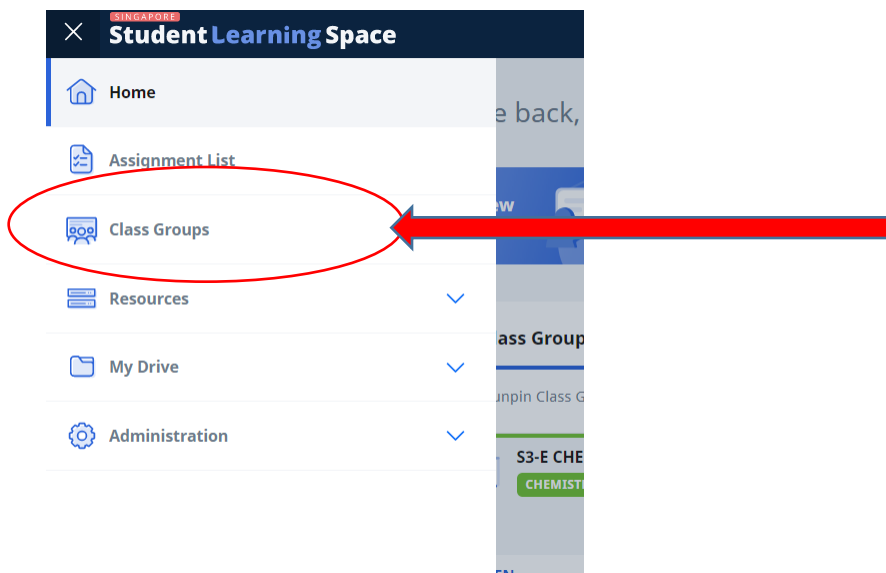 SINGAPORE
Student Learning Space
Home
e back,
Assignment List
ew
Class Groups
Resources
ass Group
My Drive
unpin Class G
Administration
S3-E CHE
CHEMIST